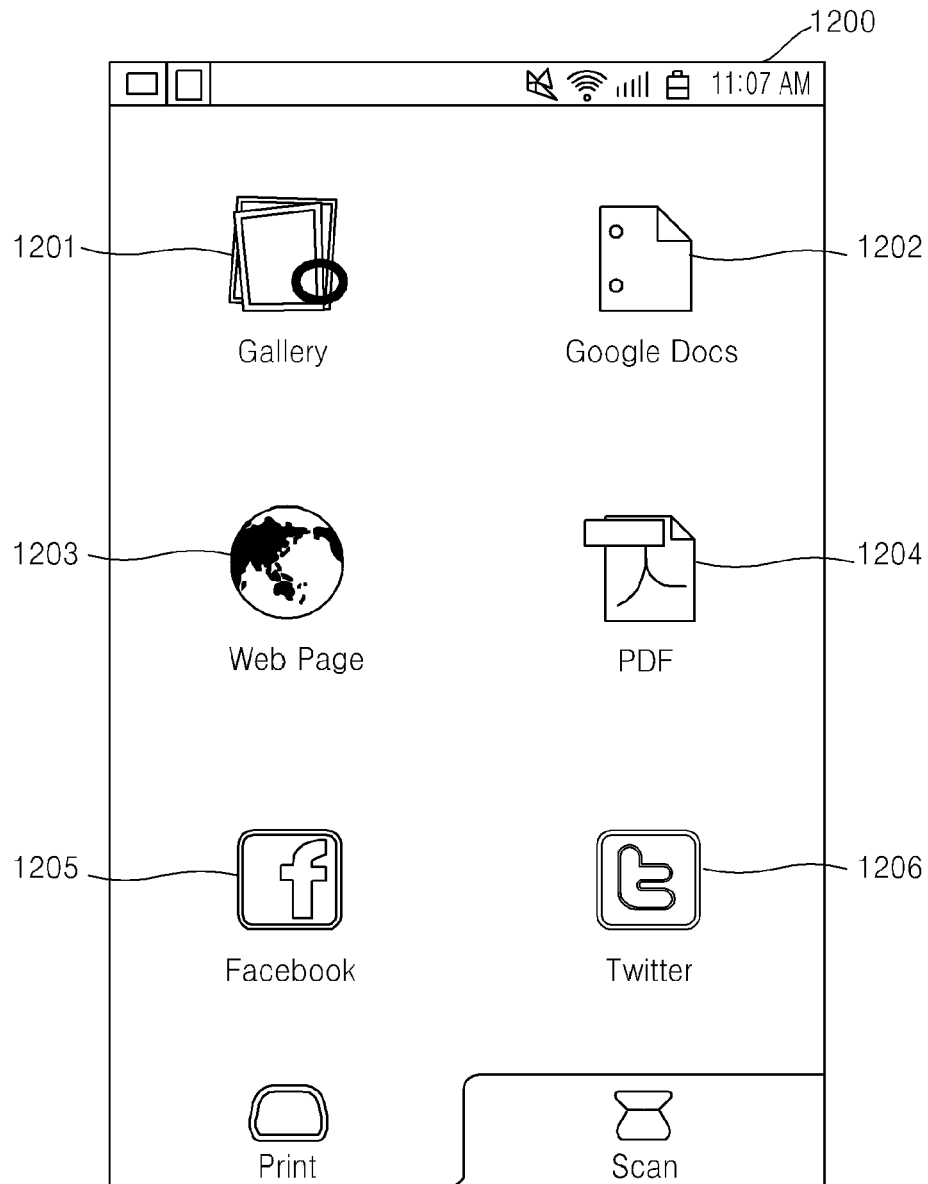 1200
11:07 AM
1201
1202
Gallery
Google Docs
1203
1204
Web Page
PDF
1205
1206
Facebook
Twitter
Print
Scan